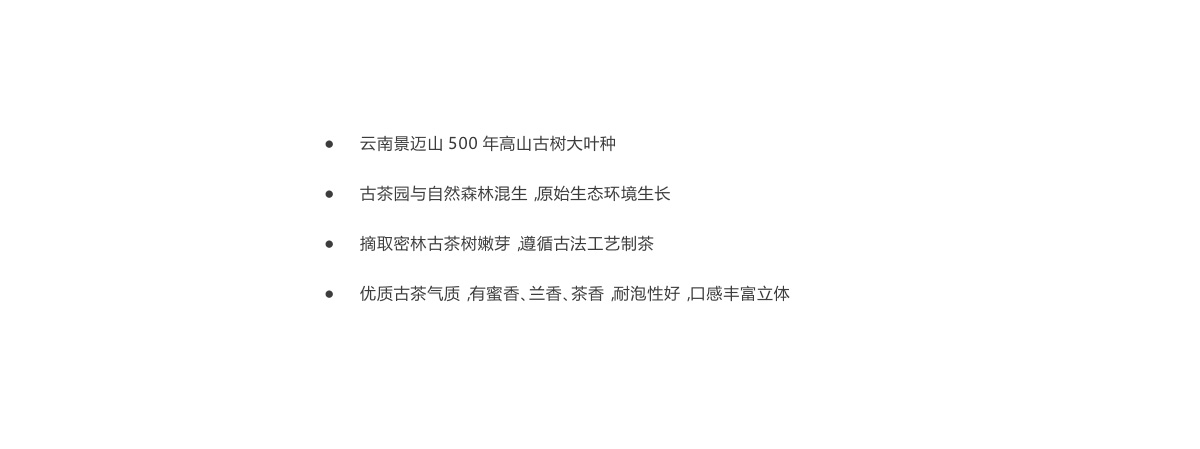 ● 云南景迈山 500 年高山古树大叶种
● 古茶园与自然森林混生 ,原始生态环境生长
● 摘取密林古茶树嫩芽 ,遵循古法工艺制茶
● 优质古茶气质 ,有蜜香、兰香、茶香 ,耐泡性好 ,口感丰富立体